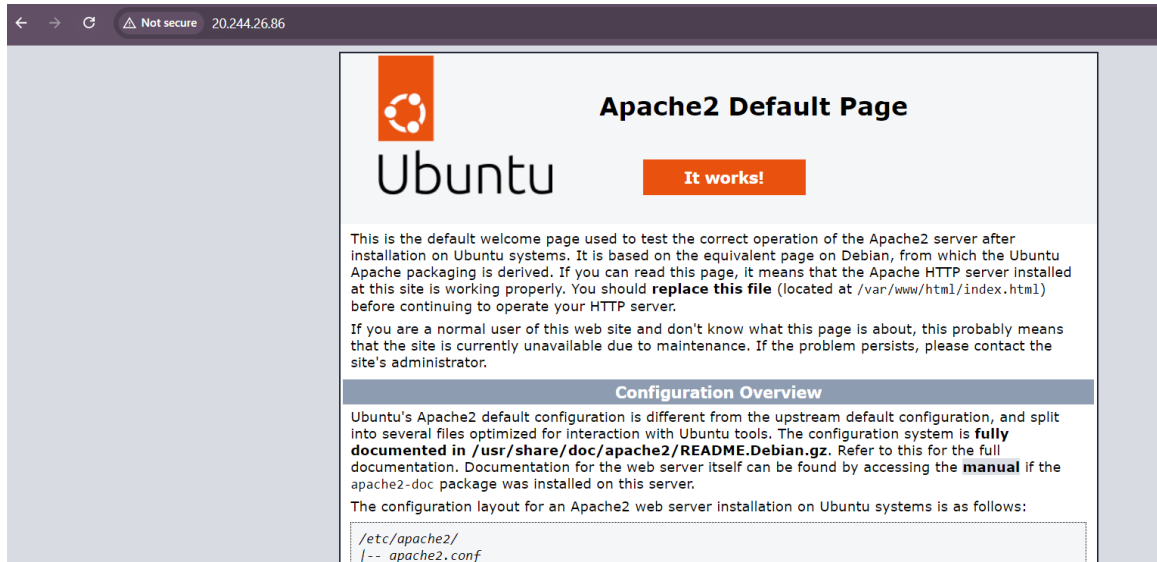 Not secure 20.244.26.86
Apache2 Default Page
Ubuntu
It works!
This is the default welcome page used to test the correct operation of the Apache2 server after
installation on Ubuntu systems. It is based on the equivalent page on Debian, from which the Ubuntu
Apache packaging is derived. If you can read this page, it means that the Apache HTTP server installed
at this site is working properly. You should replace this file (located at /var/www/html/index.html)
before continuing to operate your HTTP server.
If you are a normal user of this web site and don't know what this page is about, this probably means
that the site is currently unavailable due to maintenance. If the problem persists, please contact the
site's administrator.
Configuration Overview
Ubuntu's Apache2 default configuration is different from the upstream default configuration, and split
into several files optimized for interaction with Ubuntu tools. The configuration system is fully
documented in /usr/share/doc/apache2/README.Debian.gz. Refer to this for the full
documentation. Documentation for the web server itself can be found by accessing the manual if the
apache2-doc package was installed on this server.
The configuration layout for an Apache2 web server installation on Ubuntu systems is as follows:
/etc/apache2/
|-- apache2.conf